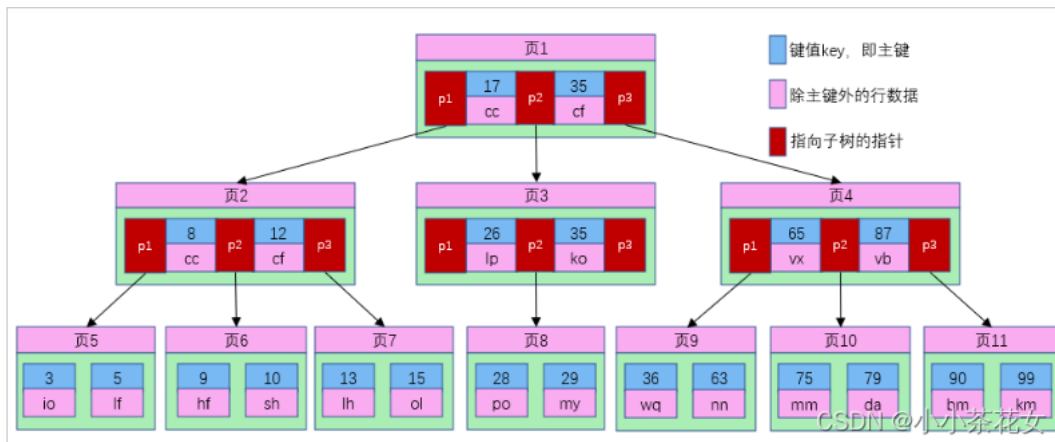 页1
p1 17 cc p2 35 cf p3
键值key，即主键
除主键外的行数据
指向子树的指针
页2
p1 8 cc p2 12 cf p3
页3
p1 26 lp p2 35 ko p3
页4
p1 65 vx p2 87 vb p3
页5
3 5
io lf
页6
9 10
hf sh
页7
13 15
lh ol
页8
28 29
po my
页9
36 63
wq nn
页10
75 79
mm da
页11
90 99
bm km
CSDN @小小茶花女